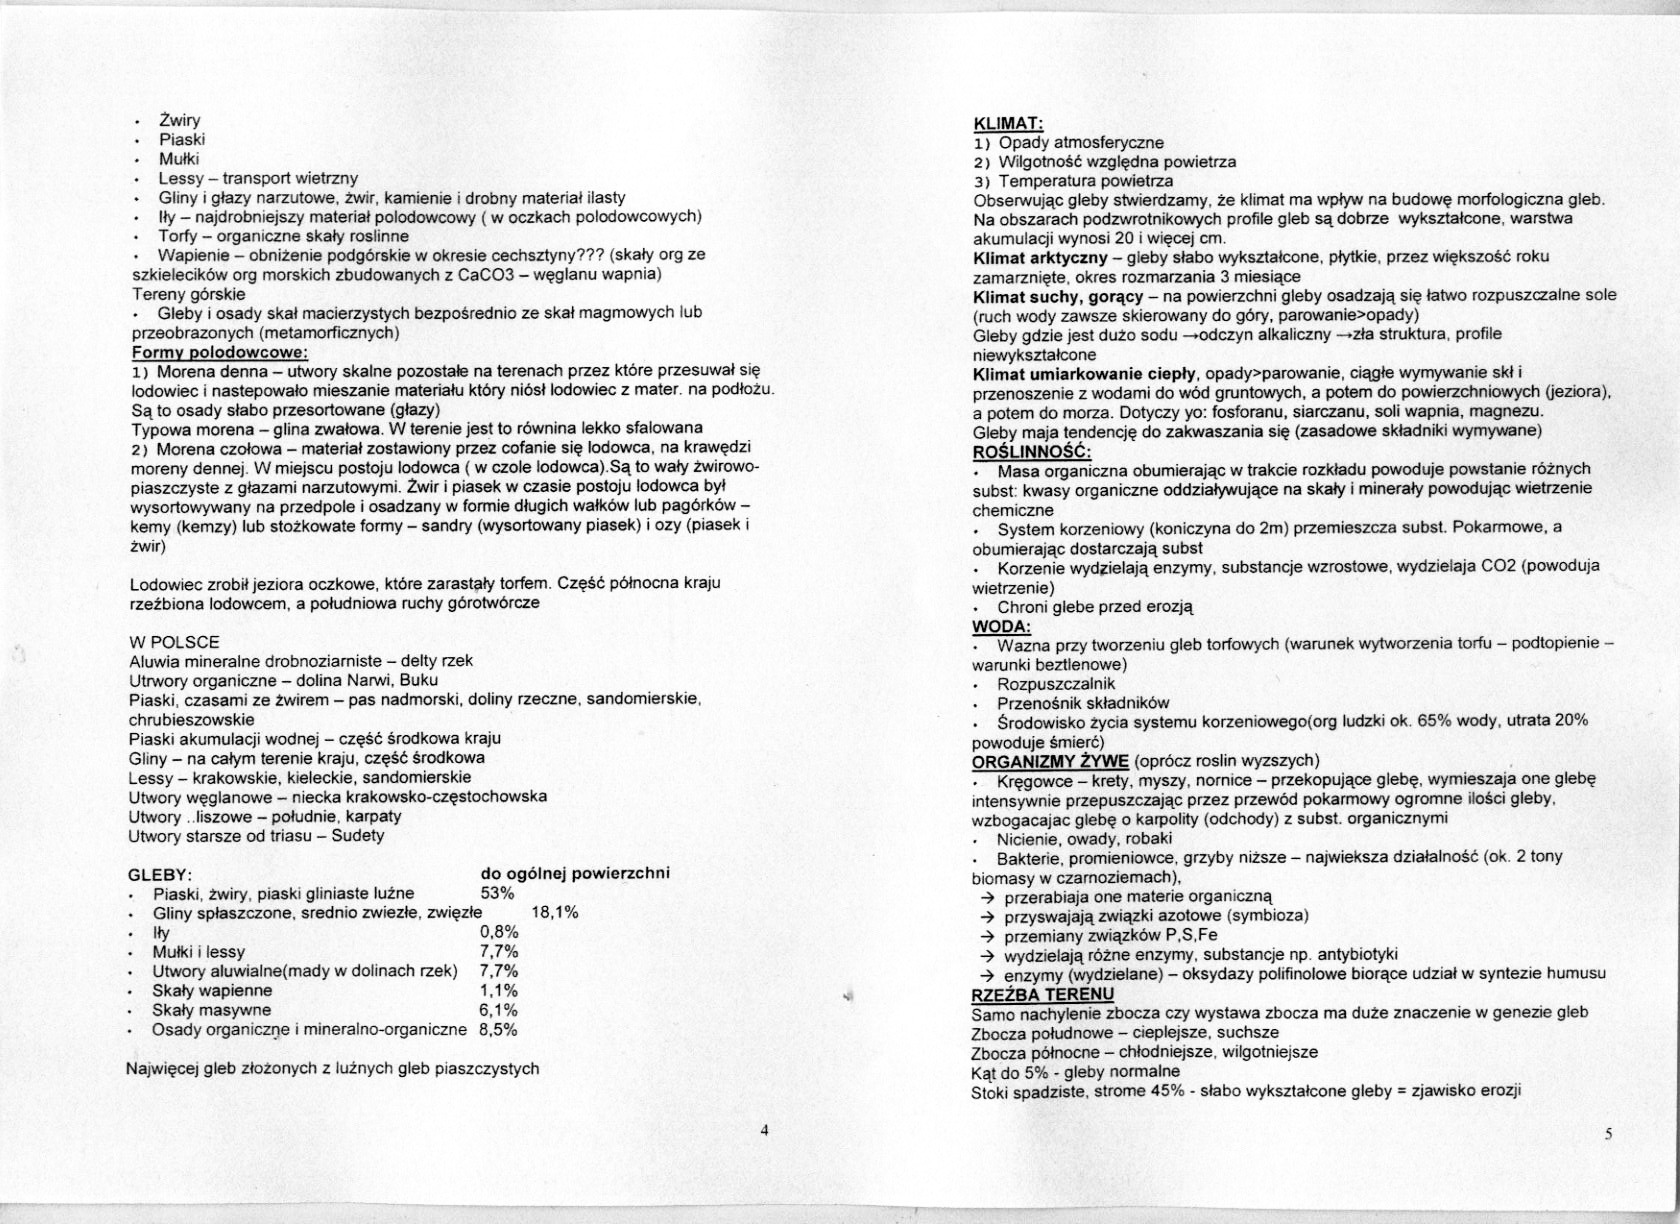 • Żwiry
• Piaski
• Mułki
• Lessy – transport wietrzny
• Gliny i głazy narzutowe, żwir, kamienie i drobny materiał ilasty
• Iły – najdrobniejszy materiał polodowcowy ( w oczkach polodowcowych)
• Torfy – organiczne skały roslinne
• Wapienie – obniżenie podgórskie w okresie cechsztyny??? (skały org ze
szkielecików org morskich zbudowanych z CaCO3 – węglanu wapnia)
Tereny górskie
• Gleby i osady skał macierzystych bezpośrednio ze skał magmowych lub
przeobrazonych (metamorficznych)
Formy polodowcowe:
1) Morena denna – utwory skalne pozostałe na terenach przez które przesuwał się
lodowiec i nastepowało mieszanie materiału który niósł lodowiec z mater. na podłożu.
Są to osady słabo przesortowane (głazy)
Typowa morena – glina zwałowa. W terenie jest to równina lekko sfalowana
2) Morena czołowa – materiał zostawiony przez cofanie się lodowca, na krawędzi
moreny dennej. W miejscu postoju lodowca ( w czole lodowca).Są to wały żwirowo-
piaszczyste z głazami narzutowymi. Żwir i piasek w czasie postoju lodowca był
wysortowywany na przedpole i osadzany w formie długich wałków lub pagórków –
kemy (kemzy) lub stożkowate formy – sandry (wysortowany piasek) i ozy (piasek i
żwir)
Lodowiec zrobił jeziora oczkowe, które zarastały torfem. Część północna kraju
rzeźbiona lodowcem, a południowa ruchy górotwórcze
W POLSCE
Aluwia mineralne drobnoziarniste – delty rzek
Utrwory organiczne – dolina Narwi, Buku
Piaski, czasami ze żwirem – pas nadmorski, doliny rzeczne, sandomierskie,
chrubieszowskie
Piaski akumulacji wodnej – część środkowa kraju
Gliny – na całym terenie kraju, część środkowa
Lessy – krakowskie, kieleckie, sandomierskie
Utwory węglanowe – niecka krakowsko-częstochowska
Utwory ..liszowe – południe, karpaty
Utwory starsze od triasu – Sudety
GLEBY: do ogólnej powierzchni
• Piaski, żwiry, piaski gliniaste luźne 53%
• Gliny spłaszczone, srednio zwiezłe, zwięzłe 18,1%
• Iły 0,8%
• Mułki i lessy 7,7%
• Utwory aluwialne(mady w dolinach rzek) 7,7%
• Skały wapienne 1,1%
• Skały masywne 6,1%
• Osady organiczne i mineralno-organiczne 8,5%
Najwięcej gleb złożonych z luźnych gleb piaszczystych
4
KLIMAT:
1) Opady atmosferyczne
2) Wilgotność względna powietrza
3) Temperatura powietrza
Obserwując gleby stwierdzamy, że klimat ma wpływ na budowę morfologiczna gleb.
Na obszarach podzwrotnikowych profile gleb są dobrze wykształcone, warstwa
akumulacji wynosi 20 i więcej cm.
Klimat arktyczny – gleby słabo wykształcone, płytkie, przez większość roku
zamarznięte, okres rozmarzania 3 miesiące
Klimat suchy, gorący – na powierzchni gleby osadzają się łatwo rozpuszczalne sole
(ruch wody zawsze skierowany do góry, parowanie>opady)
Gleby gdzie jest dużo sodu →odczyn alkaliczny →zła struktura, profile
niewykształcone
Klimat umiarkowanie ciepły, opady>parowanie, ciągłe wymywanie skł i
przenoszenie z wodami do wód gruntowych, a potem do powierzchniowych (jeziora),
a potem do morza. Dotyczy yo: fosforanu, siarczanu, soli wapnia, magnezu.
Gleby maja tendencję do zakwaszania się (zasadowe składniki wymywane)
ROŚLINNOŚĆ:
• Masa organiczna obumierając w trakcie rozkładu powoduje powstanie różnych
subst: kwasy organiczne oddziaływujące na skały i minerały powodując wietrzenie
chemiczne
• System korzeniowy (koniczyna do 2m) przemieszcza subst. Pokarmowe, a
obumierając dostarczają subst
• Korzenie wydzielają enzymy, substancje wzrostowe, wydzielaja CO2 (powoduja
wietrzenie)
• Chroni glebe przed erozją
WODA:
• Wazna przy tworzeniu gleb torfowych (warunek wytworzenia torfu – podtopienie –
warunki beztlenowe)
• Rozpuszczalnik
• Przenośnik składników
• Środowisko życia systemu korzeniowego(org ludzki ok. 65% wody, utrata 20%
powoduje śmierć)
ORGANIZMY ŻYWE (oprócz roslin wyzszych)
• Kręgowce – krety, myszy, nornice – przekopujące glebę, wymieszaja one glebę
intensywnie przepuszczając przez przewód pokarmowy ogromne ilości gleby,
wzbogacajac glebę o karpolity (odchody) z subst. organicznymi
• Nicienie, owady, robaki
• Bakterie, promieniowce, grzyby niższe – najwieksza działalność (ok. 2 tony
biomasy w czarnoziemach),
→ przerabiaja one materie organiczną
→ przyswajają związki azotowe (symbioza)
→ przemiany związków P,S,Fe
→ wydzielają różne enzymy, substancje np. antybiotyki
→ enzymy (wydzielane) – oksydazy polifinolowe biorące udział w syntezie humusu
RZEŹBA TERENU
Samo nachylenie zbocza czy wystawa zbocza ma duże znaczenie w genezie gleb
Zbocza południowe – cieplejsze, suchsze
Zbocza północne – chłodniejsze, wilgotniejsze
Kąt do 5% - gleby normalne
Stoki spadziste, strome 45% - słabo wykształcone gleby = zjawisko erozji
5